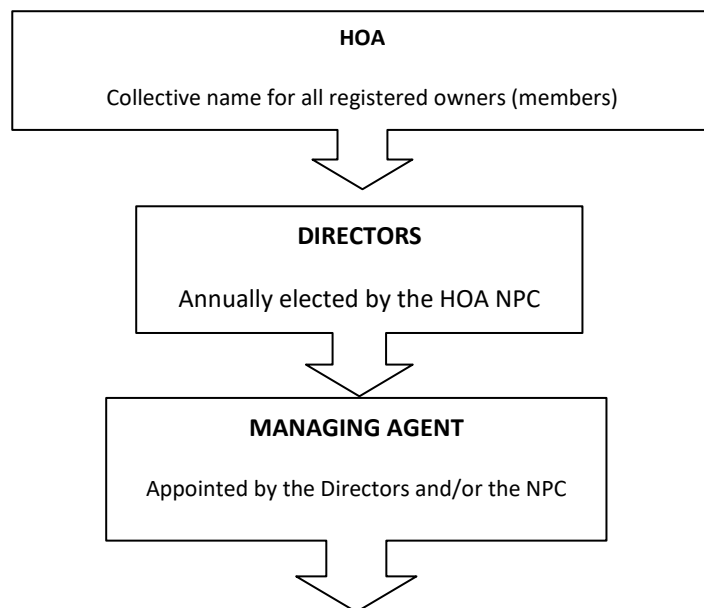 HOA
Collective name for all registered owners (members)
DIRECTORS
Annually elected by the HOA NPC
MANAGING AGENT
Appointed by the Directors and/or the NPC